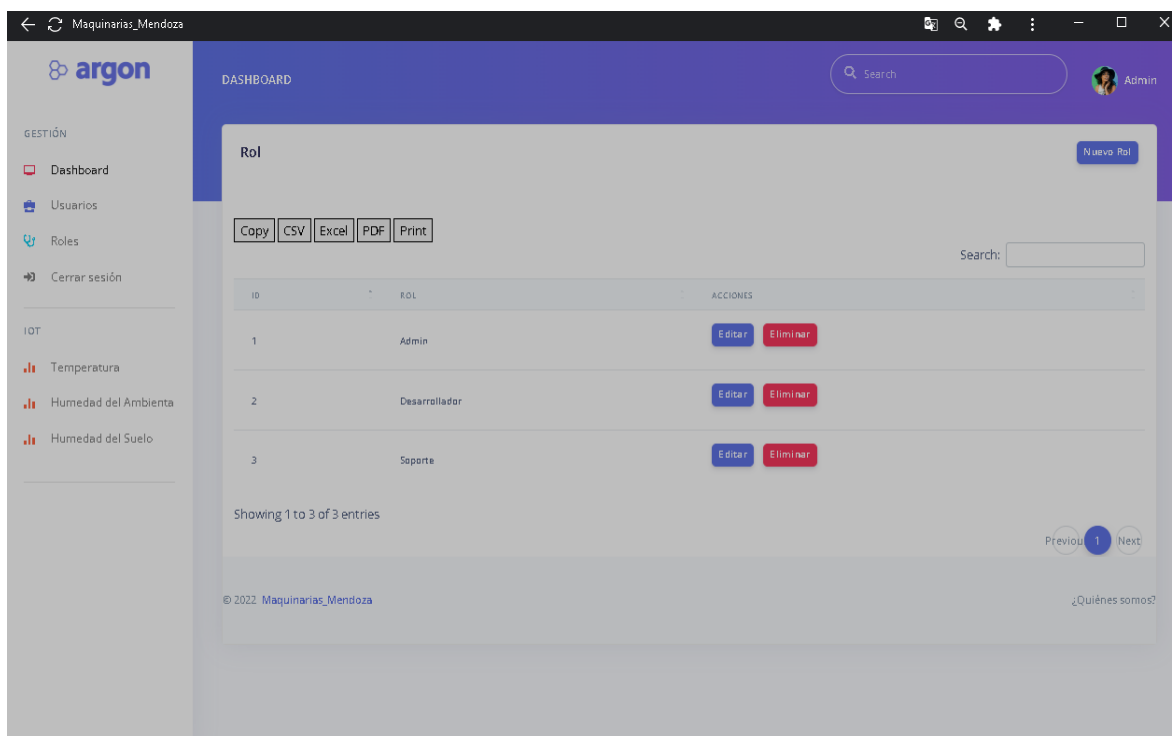 Maquinarias_Mendoza
argon
DASHBOARD
Search
Admin
GESTIÓN
Dashboard
Usuarios
Roles
Cerrar sesión
IOT
Temperatura
Humedad del Ambienta
Humedad del Suelo
Rol
Nuevo Rol
Copy CSV Excel PDF Print
Search:
ID ROL ACCIONES
1 Admin Editar Eliminar
2 Desarrollador Editar Eliminar
3 Soporte Editar Eliminar
Showing 1 to 3 of 3 entries
Previou 1 Next
© 2022 Maquinarias_Mendoza
¿Quiénes somos?